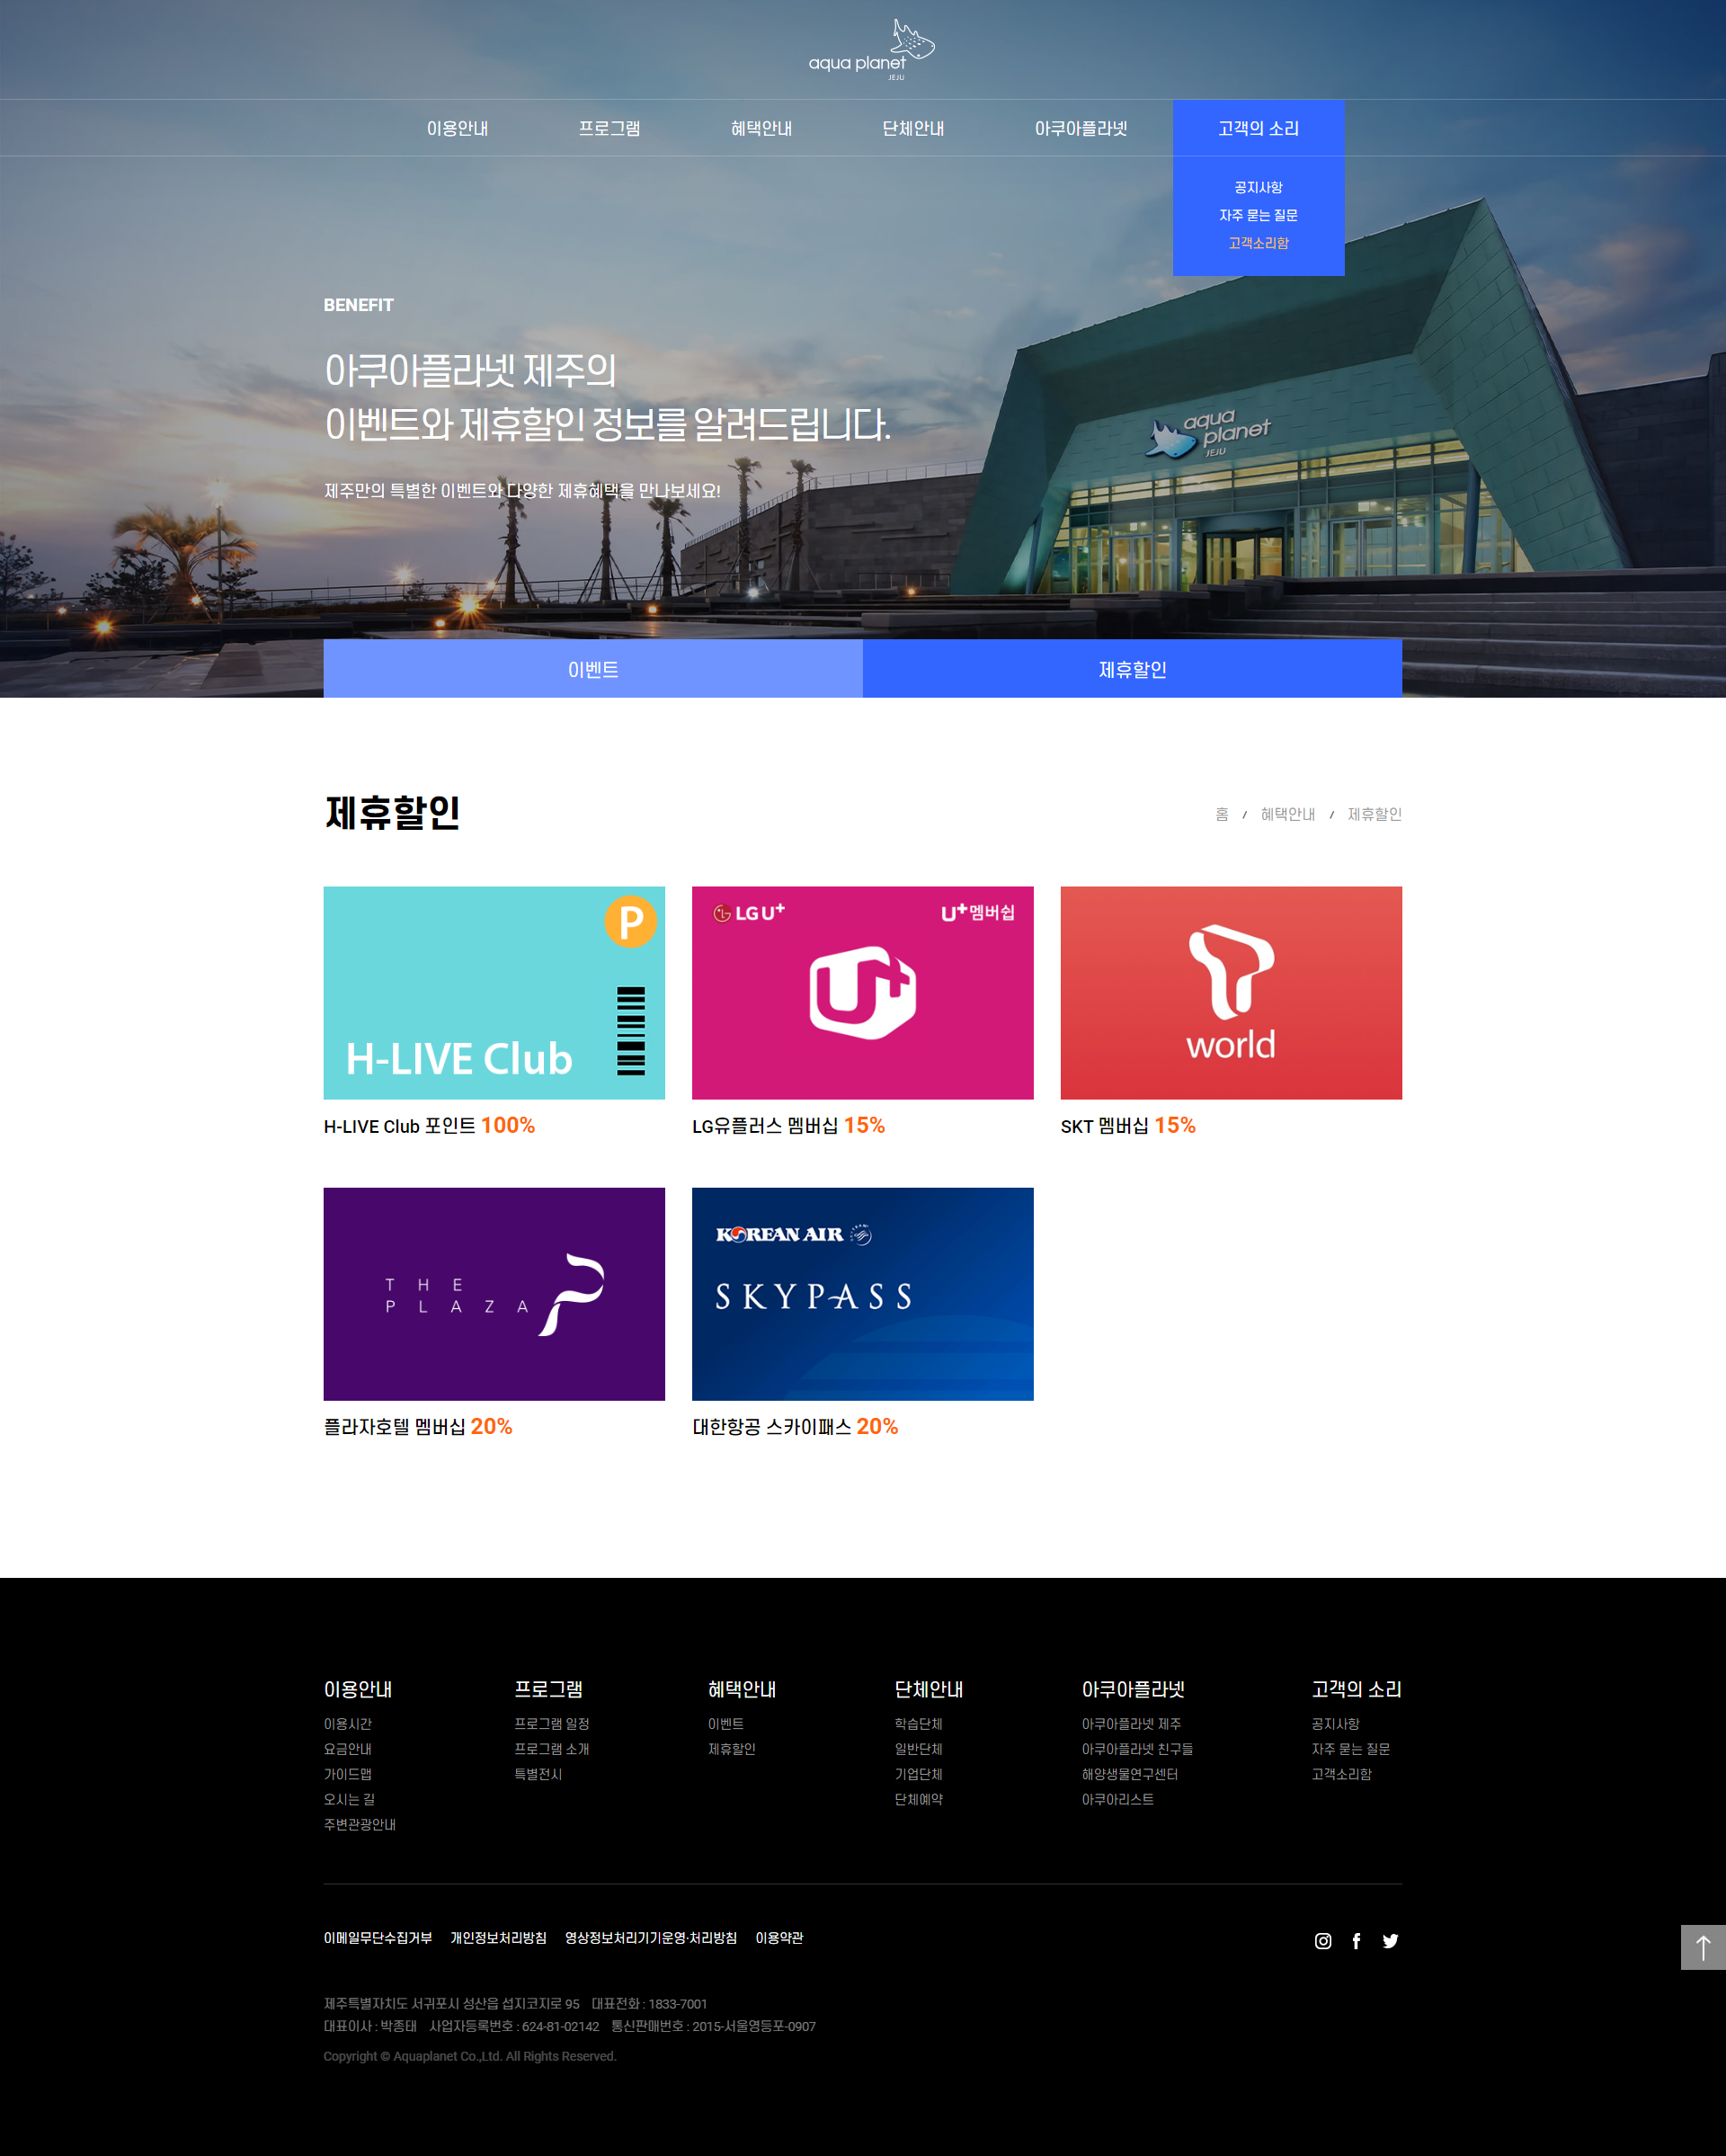 aqua planet
JEJU
이용안내 프로그램 혜택안내 단체안내 아쿠아플라넷 고객의 소리
공지사항
자주 묻는 질문
고객소리함
BENEFIT
아쿠아플라넷 제주의
이벤트와 제휴할인 정보를 알려드립니다.
제주만의 특별한 이벤트와 다양한 제휴혜택을 만나보세요!
aqua
planet
JEJU
이벤트 제휴할인
제휴할인
홈 / 혜택안내 / 제휴할인
P
H-LIVE Club
LG U+ U+멤버쉽
U+
T
world
H-LIVE Club 포인트 100%
LG유플러스 멤버십 15%
SKT 멤버십 15%
THE
PLAZA
KOREAN AIR
SKYPASS
플라자호텔 멤버십 20%
대한항공 스카이패스 20%
이용안내 프로그램 혜택안내 단체안내 아쿠아플라넷 고객의 소리
이용시간 프로그램 일정 이벤트 학습단체 아쿠아플라넷 제주 공지사항
요금안내 프로그램 소개 제휴할인 일반단체 아쿠아플라넷 친구들 자주 묻는 질문
가이드맵 특별전시 기업단체 해양생물연구센터 고객소리함
오시는 길 단체예약 아쿠아리스트
주변관광안내
이메일무단수집거부 개인정보처리방침 영상정보처리기기운영·처리방침 이용약관
제주특별자치도 서귀포시 성산읍 섭지코지로 95 대표전화 : 1833-7001
대표이사 : 박종태 사업자등록번호 : 624-81-02142 통신판매번호 : 2015-서울영등포-0907
Copyright © Aquaplanet Co.,Ltd. All Rights Reserved.